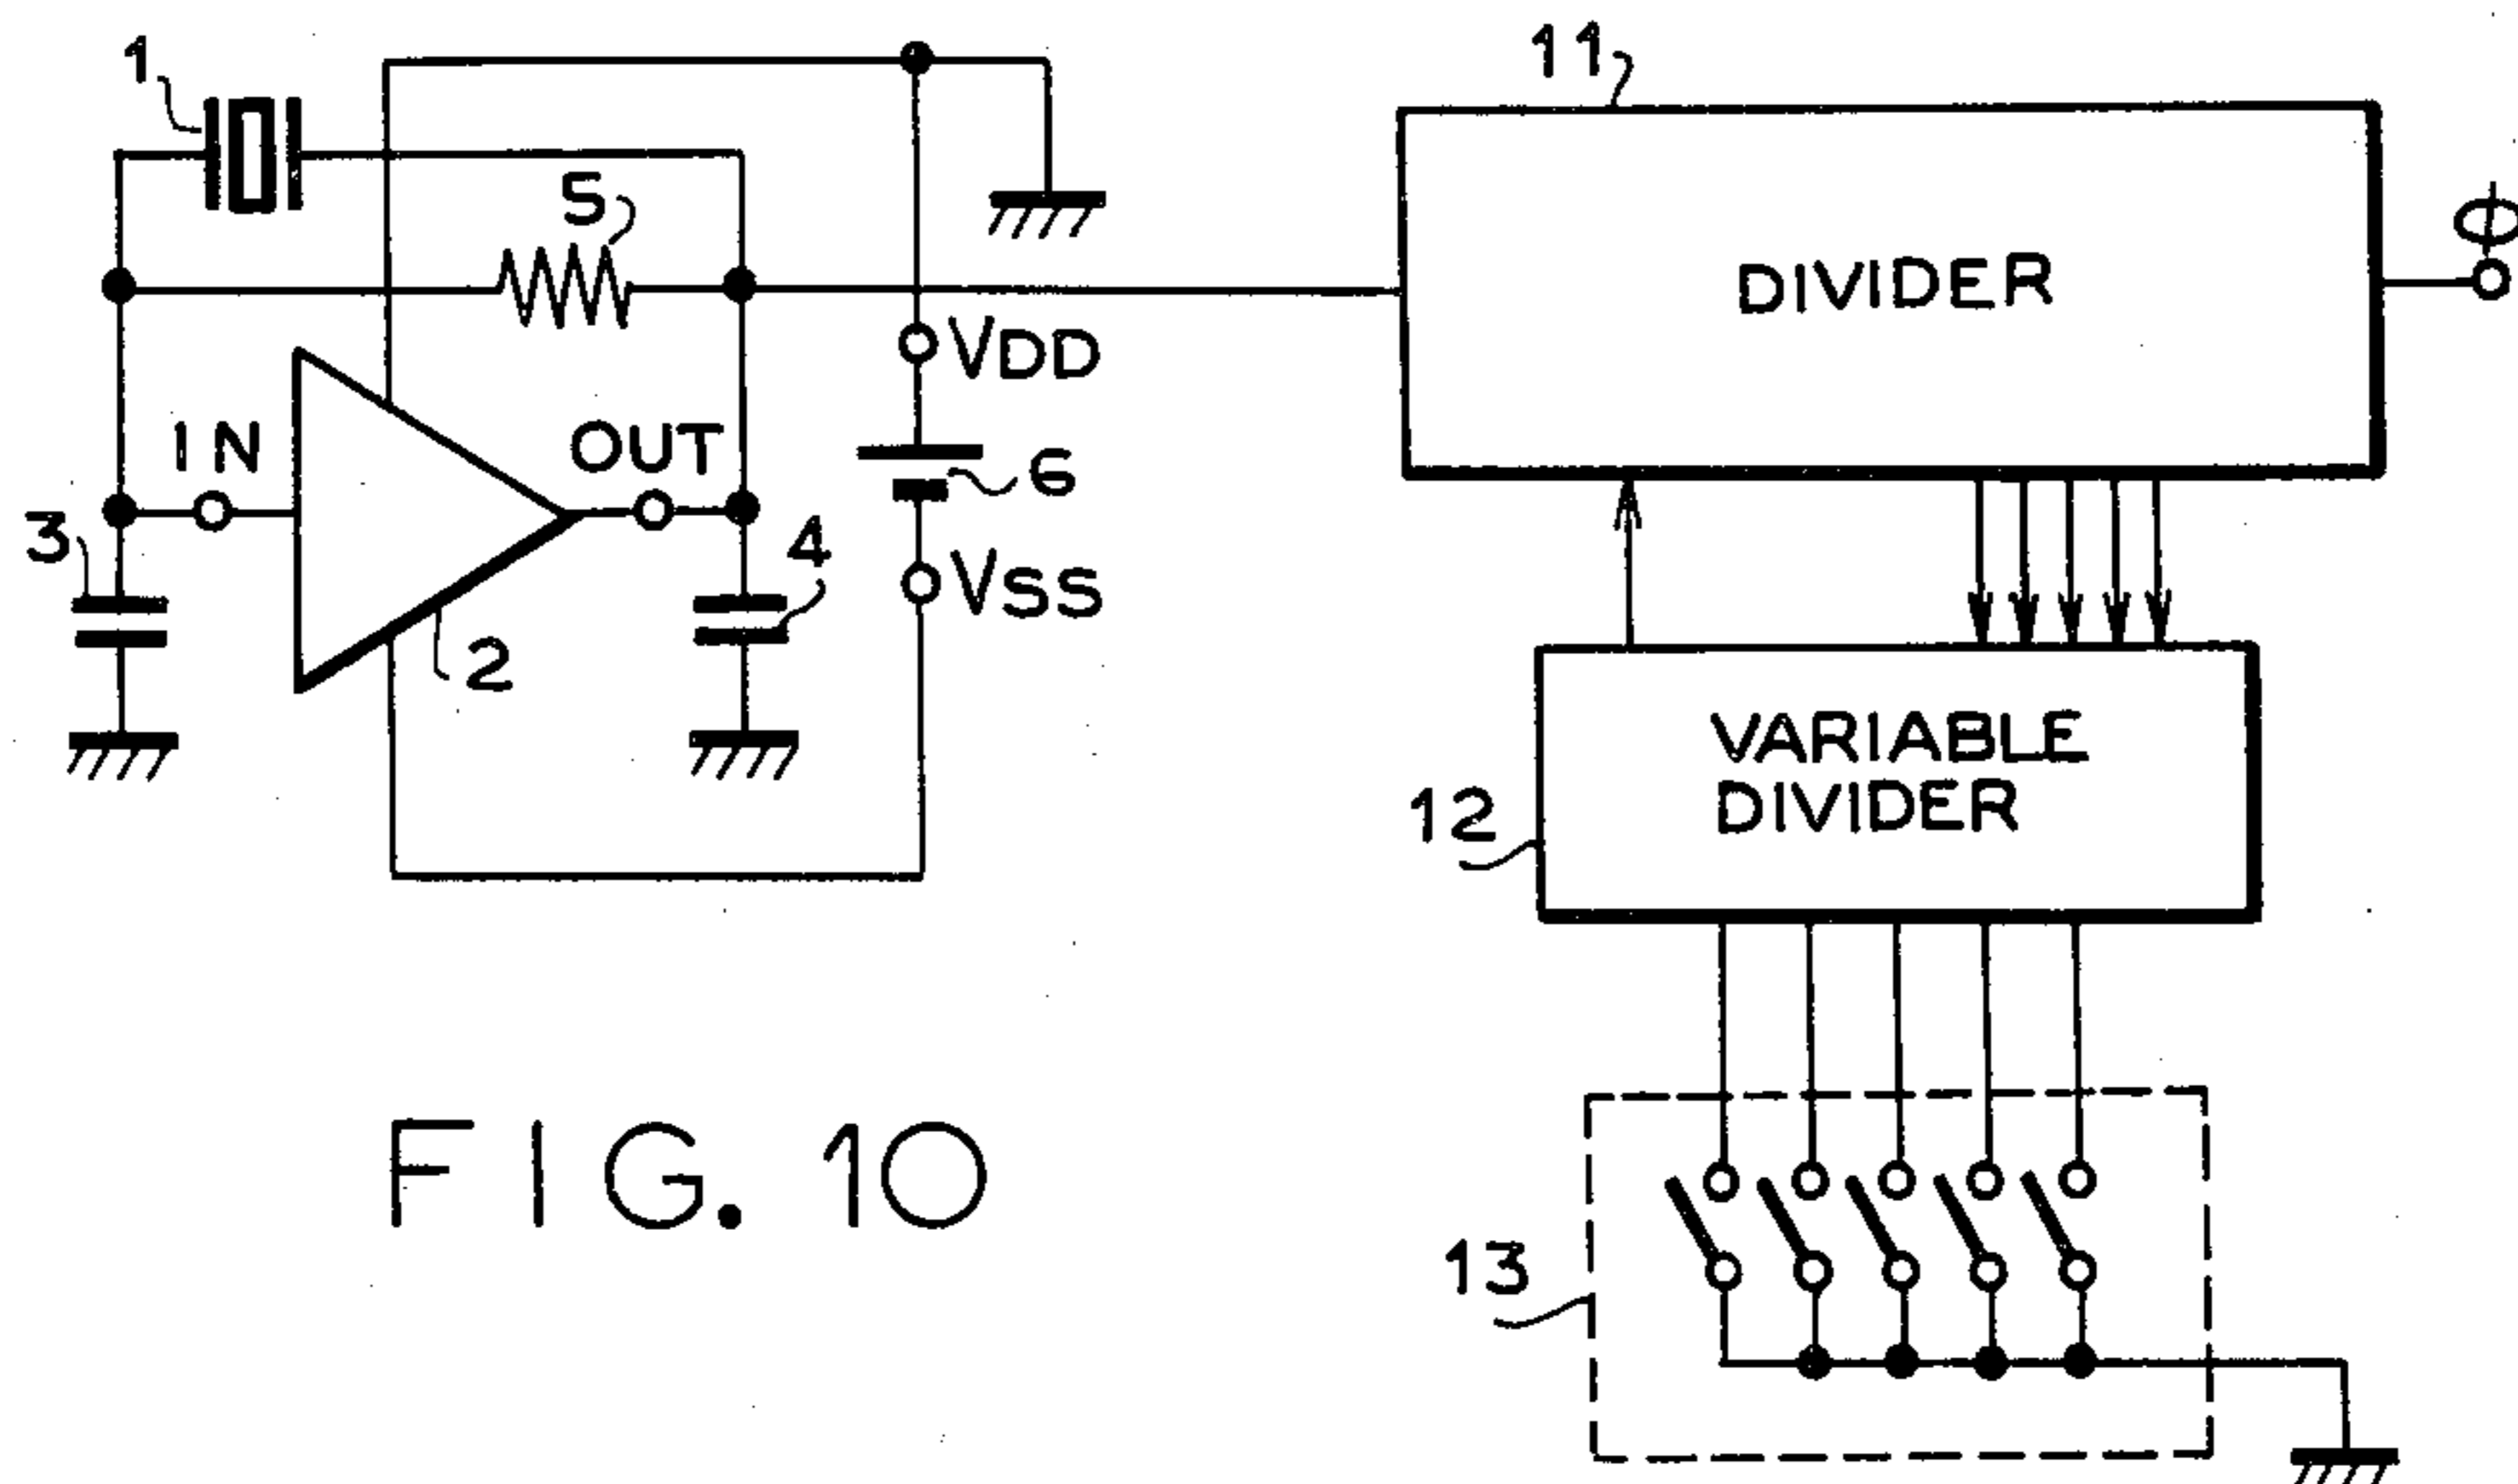 1
11
5
DIVIDER
φ
VDD
IN
OUT
6
3
4
VSS
2
VARIABLE
DIVIDER
12
FIG. 10
13